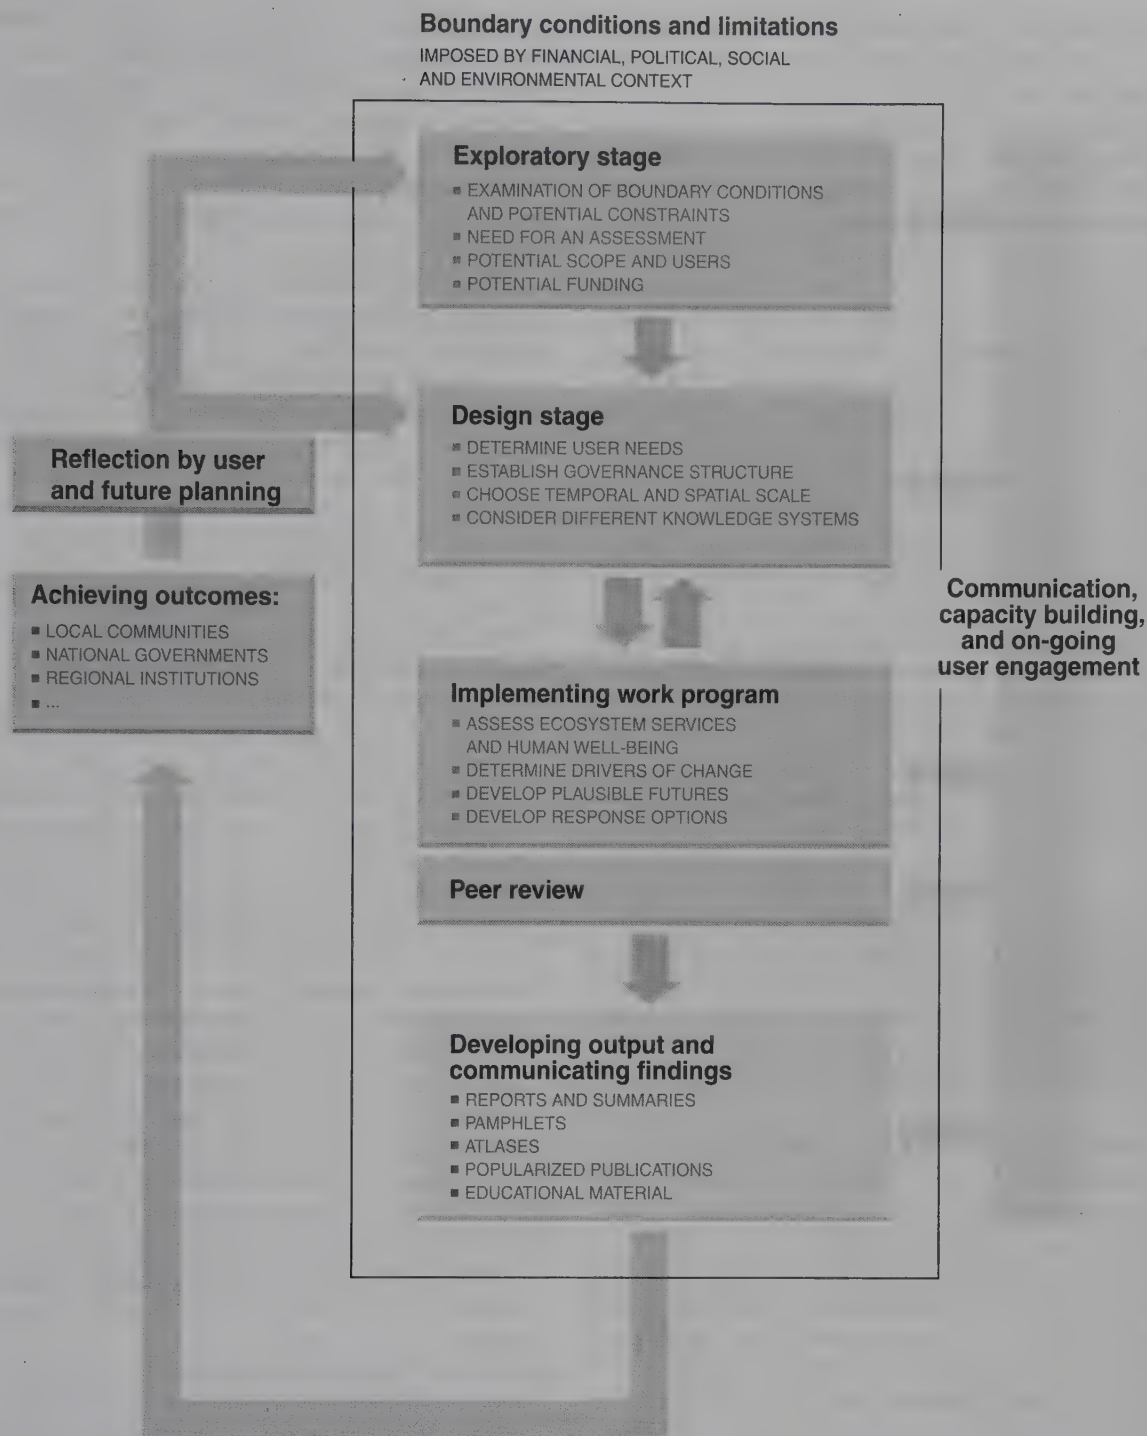 Boundary conditions and limitations
IMPOSED BY FINANCIAL, POLITICAL, SOCIAL
AND ENVIRONMENTAL CONTEXT
Exploratory stage
▪ EXAMINATION OF BOUNDARY CONDITIONS
AND POTENTIAL CONSTRAINTS
▪ NEED FOR AN ASSESSMENT
▪ POTENTIAL SCOPE AND USERS
▪ POTENTIAL FUNDING
Design stage
▪ DETERMINE USER NEEDS
▪ ESTABLISH GOVERNANCE STRUCTURE
▪ CHOOSE TEMPORAL AND SPATIAL SCALE
▪ CONSIDER DIFFERENT KNOWLEDGE SYSTEMS
Reflection by user
and future planning
Achieving outcomes:
▪ LOCAL COMMUNITIES
▪ NATIONAL GOVERNMENTS
▪ REGIONAL INSTITUTIONS
▪ ...
Communication,
capacity building,
and on-going
user engagement
Implementing work program
▪ ASSESS ECOSYSTEM SERVICES
AND HUMAN WELL-BEING
▪ DETERMINE DRIVERS OF CHANGE
▪ DEVELOP PLAUSIBLE FUTURES
▪ DEVELOP RESPONSE OPTIONS
Peer review
Developing output and
communicating findings
▪ REPORTS AND SUMMARIES
▪ PAMPHLETS
▪ ATLASES
▪ POPULARIZED PUBLICATIONS
▪ EDUCATIONAL MATERIAL